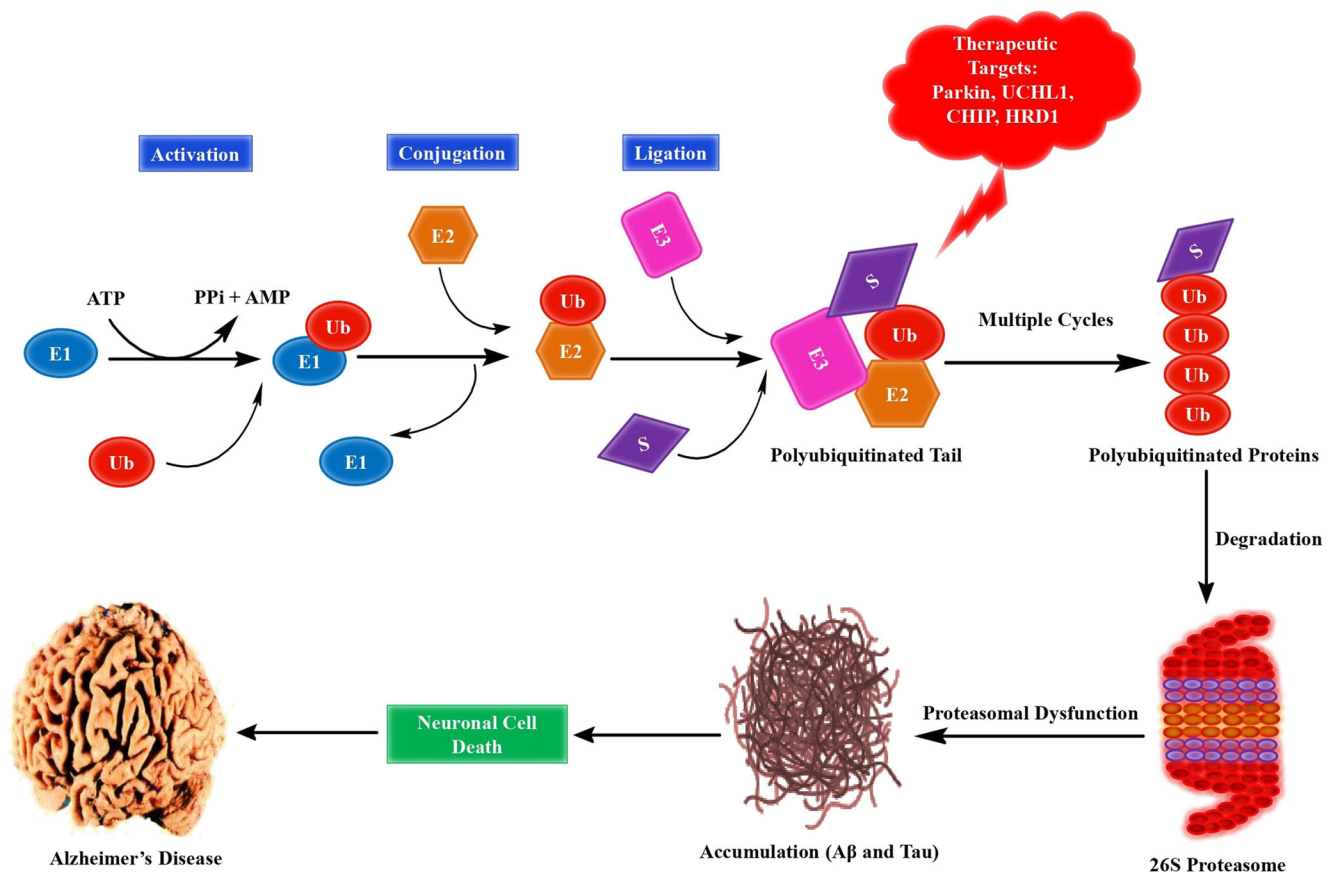 Therapeutic
Targets:
Parkin, UCHL1,
CHIP, HRD1
Activation
Conjugation
Ligation
E2
E3
S
S
ATP
PPi + AMP
Ub
Ub
Ub
Ub
E1
E1
E2
E3
Multiple Cycles
Ub
Ub
E2
Ub
Ub
E1
S
Polyubiquitinated Tail
Polyubiquitinated Proteins
Degradation
Neuronal Cell
Death
Proteasomal Dysfunction
Alzheimer's Disease
Accumulation (Aβ and Tau)
26S Proteasome